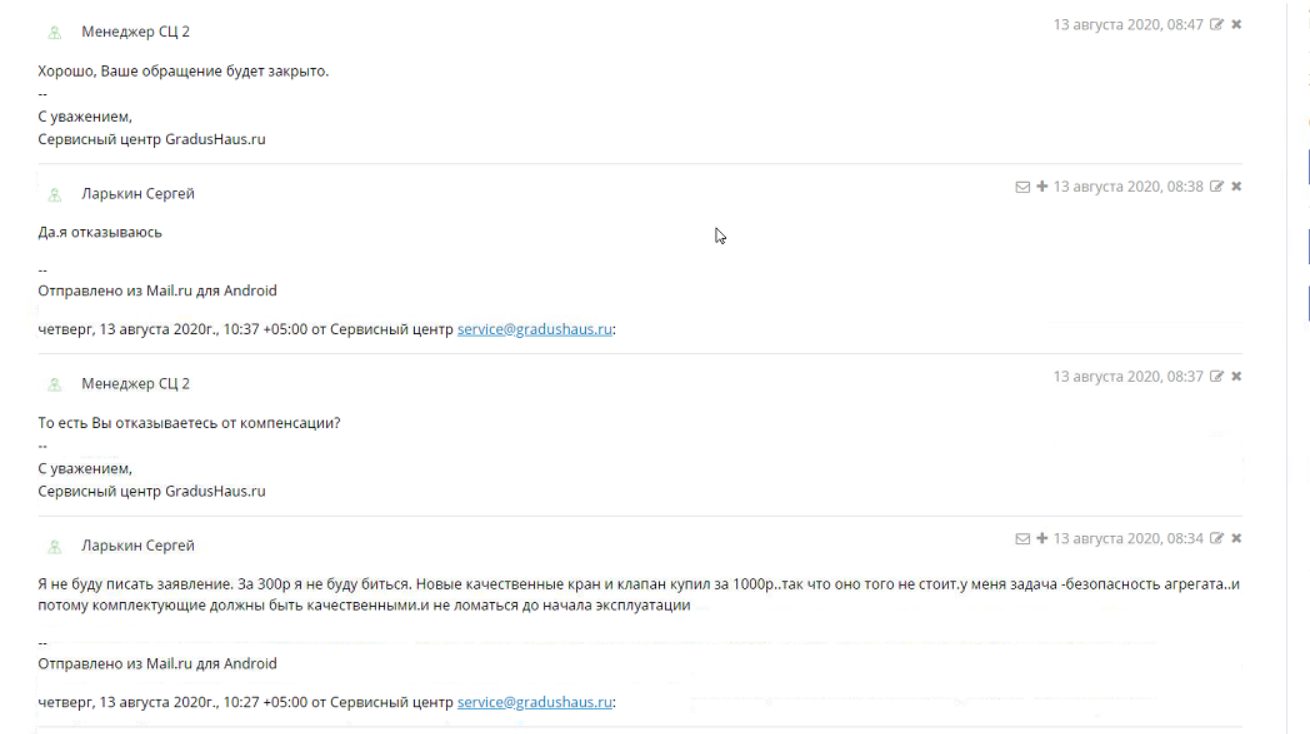 Менеджер СЦ 2
13 августа 2020, 08:47
Хорошо, Ваше обращение будет закрыто.
--
С уважением,
Сервисный центр GradusHaus.ru
Ларькин Сергей
13 августа 2020, 08:38
Да.я отказываюсь
--
Отправлено из Mail.ru для Android
четверг, 13 августа 2020г., 10:37 +05:00 от Сервисный центр service@gradushaus.ru:
Менеджер СЦ 2
13 августа 2020, 08:37
То есть Вы отказываетесь от компенсации?
--
С уважением,
Сервисный центр GradusHaus.ru
Ларькин Сергей
13 августа 2020, 08:34
Я не буду писать заявление. За 300р я не буду биться. Новые качественные кран и клапан купил за 1000р..так что оно того не стоит.у меня задача -безопасность агрегата..и
потому комплектующие должны быть качественными.и не ломаться до начала эксплуатации
--
Отправлено из Mail.ru для Android
четверг, 13 августа 2020г., 10:27 +05:00 от Сервисный центр service@gradushaus.ru: